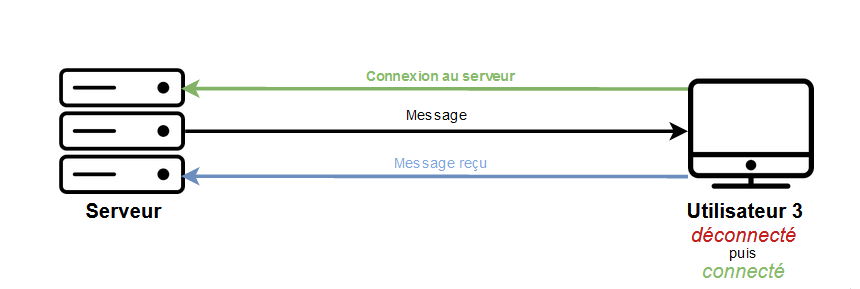 Connexion au serveur
Message
Message reçu
Serveur
Utilisateur 3
déconnecté
puis
connecté